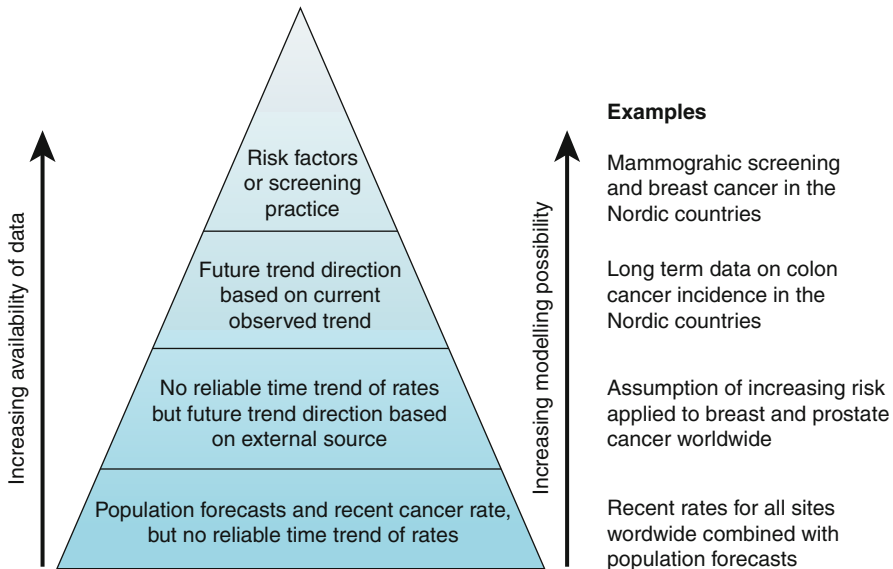 Increasing availability of data
Risk factors
or screening
practice
Future trend direction
based on current
observed trend
No reliable time trend of rates
but future trend direction based
on external source
Population forecasts and recent cancer rate,
but no reliable time trend of rates
Increasing modelling possibility
Examples
Mammograhic screening
and breast cancer in the
Nordic countries
Long term data on colon
cancer incidence in the
Nordic countries
Assumption of increasing risk
applied to breast and prostate
cancer worldwide
Recent rates for all sites
wordwide combined with
population forecasts